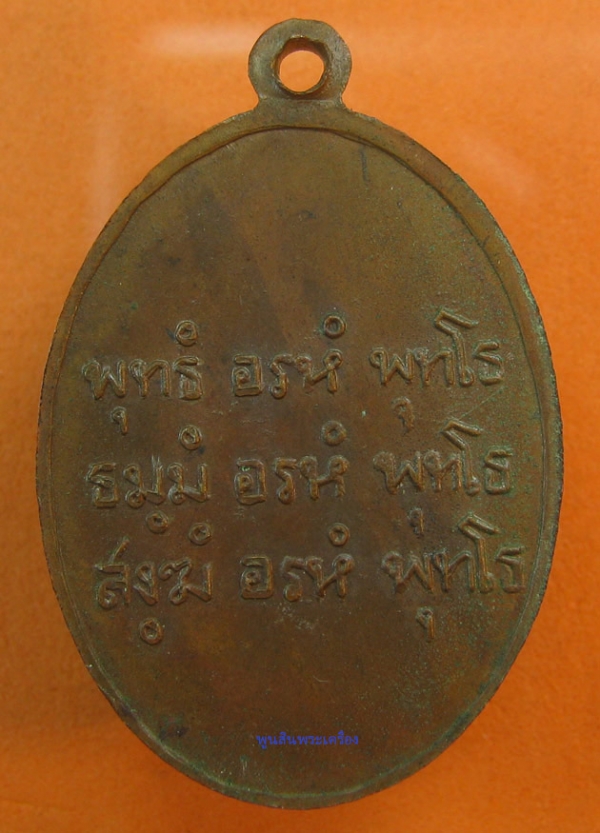 พุทธํ อรหํ พุทโธ
ธมฺมํ อรหํ พุทโธ
สงฺฆํ อรหํ พุทโธ
พูนสินพระเครื่อง